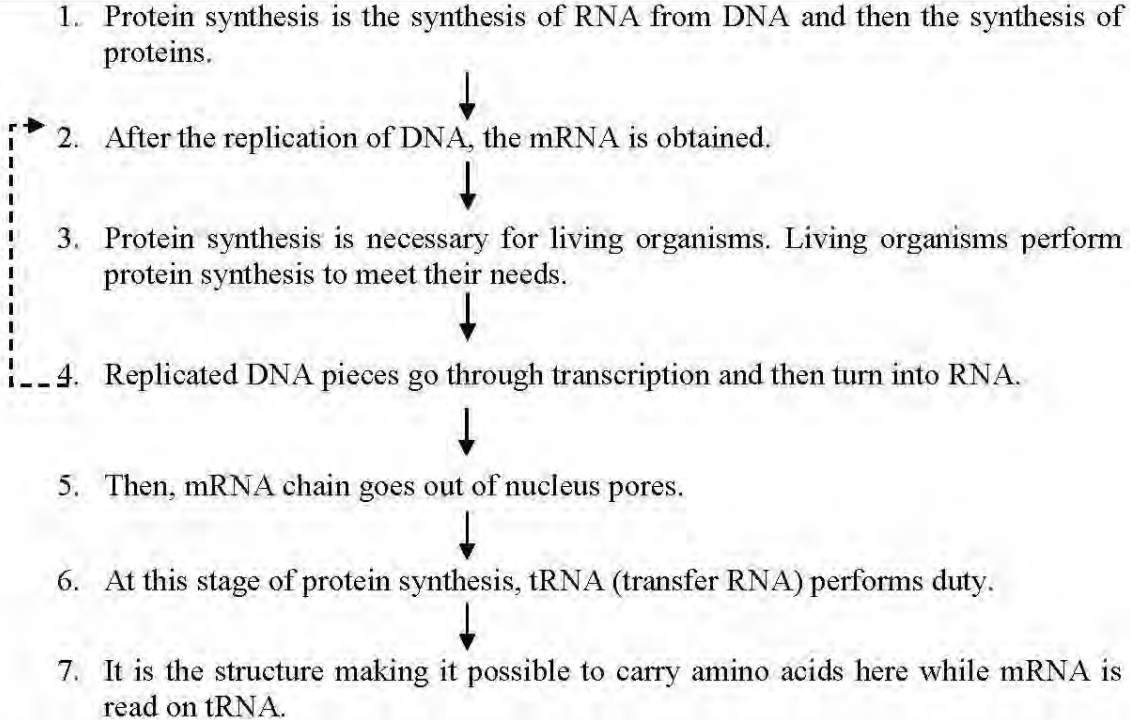 1. Protein synthesis is the synthesis of RNA from DNA and then the synthesis of
proteins.
2. After the replication of DNA, the mRNA is obtained.
3. Protein synthesis is necessary for living organisms. Living organisms perform
protein synthesis to meet their needs.
4. Replicated DNA pieces go through transcription and then turn into RNA.
5. Then, mRNA chain goes out of nucleus pores.
6. At this stage of protein synthesis, tRNA (transfer RNA) performs duty.
7. It is the structure making it possible to carry amino acids here while mRNA is
read on tRNA.